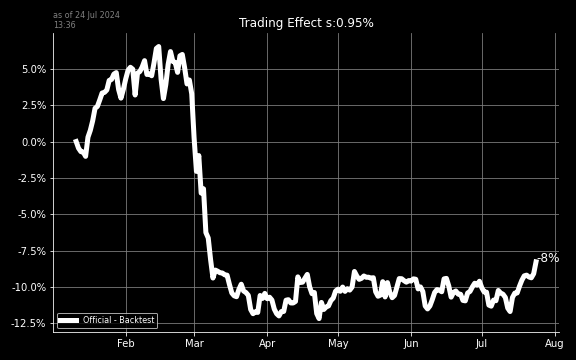 as of 24 Jul 2024
13:36
Trading Effect s:0.95%
5.0%
2.5%
0.0%
-2.5%
-5.0%
-7.5%
-10.0%
-12.5%
-8%
Official - Backtest
Feb Mar Apr May Jun Jul Aug